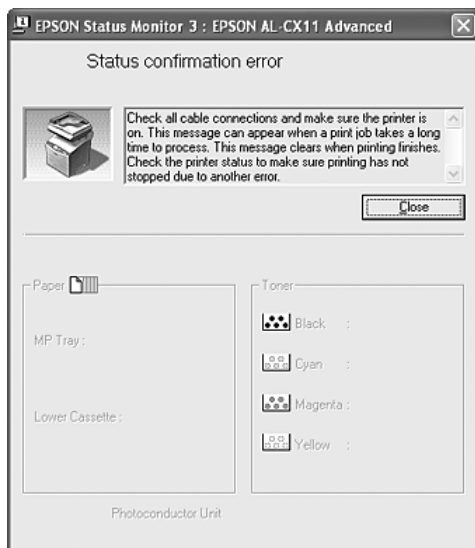 EPSON Status Monitor 3 : EPSON AL-CX11 Advanced
Status confirmation error
Check all cable connections and make sure the printer is
on. This message can appear when a print job takes a long
time to process. This message clears when printing finishes.
Check the printer status to make sure printing has not
stopped due to another error.
Close
Paper
MP Tray :
Lower Cassette :
Toner
Black :
Cyan :
Magenta :
Yellow :
Photoconductor Unit